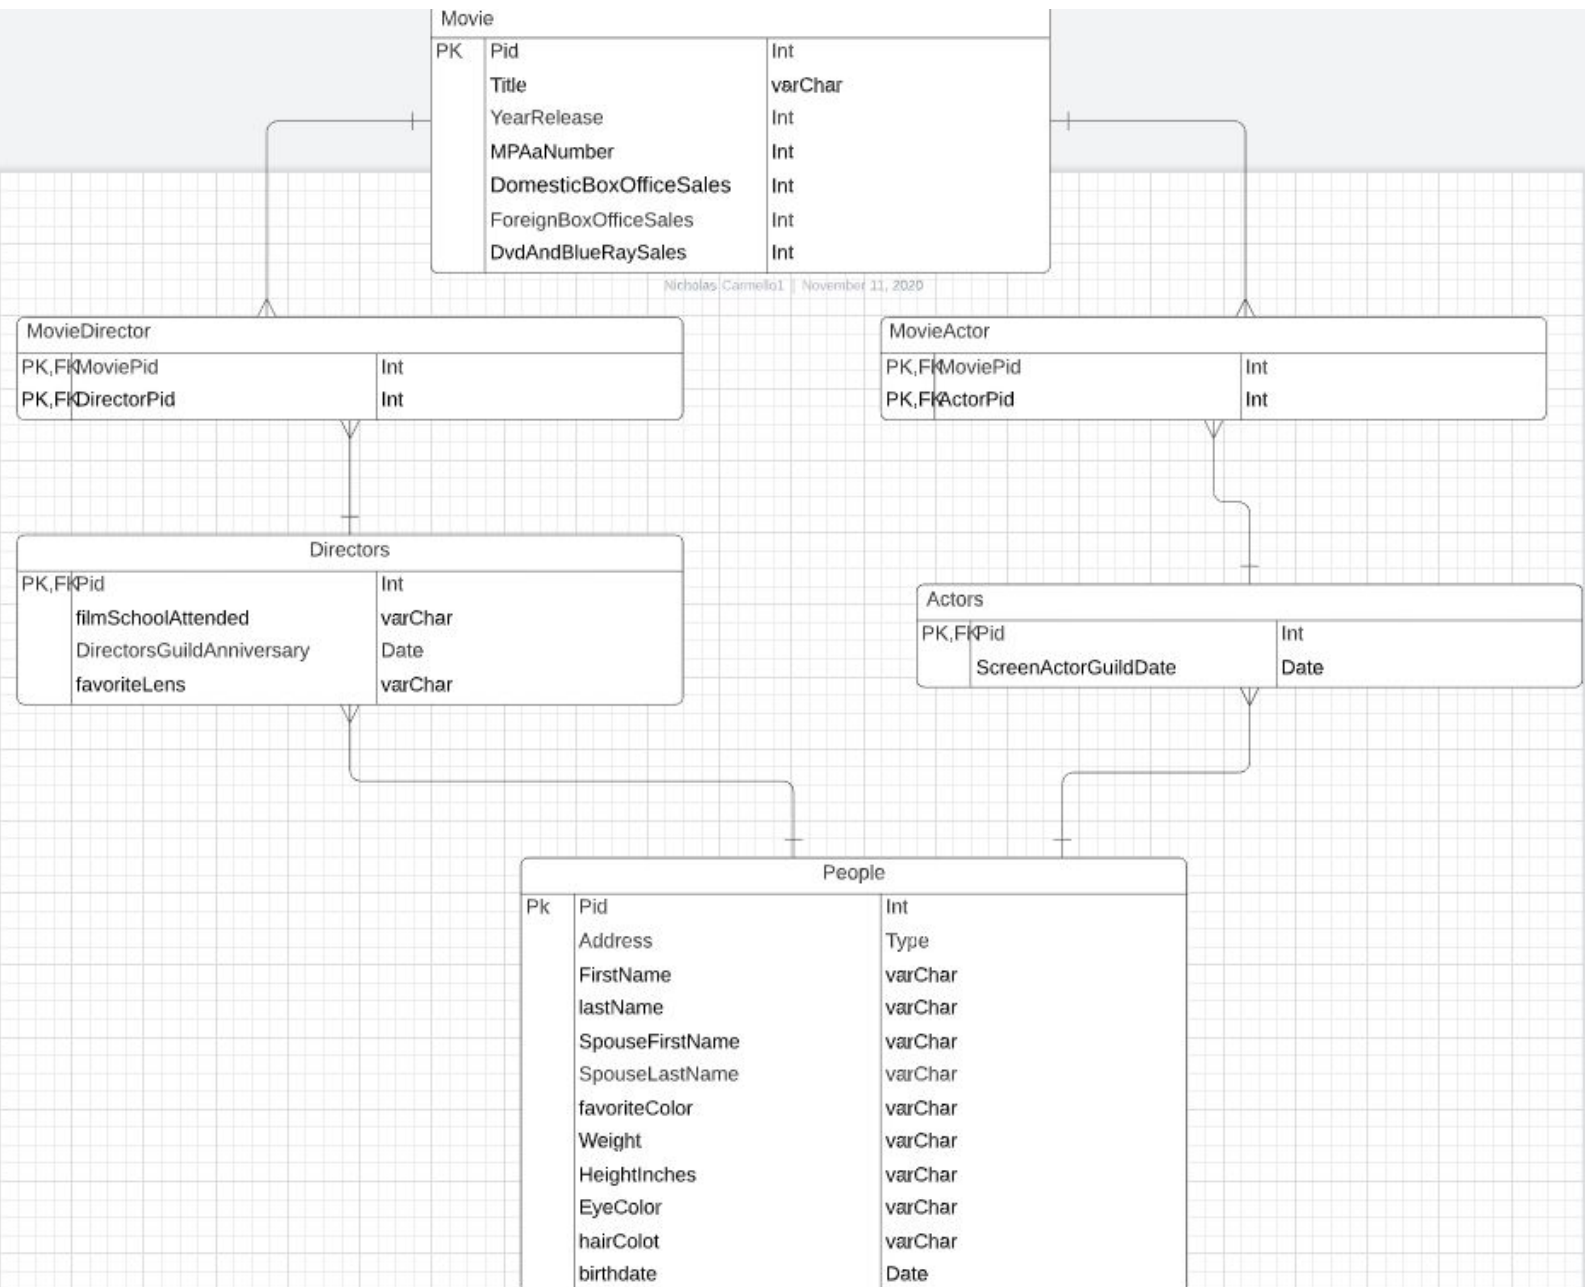 Movie
PK Pid Int
Title varChar
YearRelease Int
MPAaNumber Int
DomesticBoxOfficeSales Int
ForeignBoxOfficeSales Int
DvdAndBlueRaySales Int
Nicholas Carmello1 | November 11, 2020
MovieDirector
PK,FK MoviePid Int
PK,FK DirectorPid Int
MovieActor
PK,FK MoviePid Int
PK,FK ActorPid Int
Directors
PK,FK Pid Int
filmSchoolAttended varChar
DirectorsGuildAnniversary Date
favoriteLens varChar
Actors
PK,FK Pid Int
ScreenActorGuildDate Date
People
Pk Pid Int
Address Type
FirstName varChar
lastName varChar
SpouseFirstName varChar
SpouseLastName varChar
favoriteColor varChar
Weight varChar
HeightInches varChar
EyeColor varChar
hairColot varChar
birthdate Date